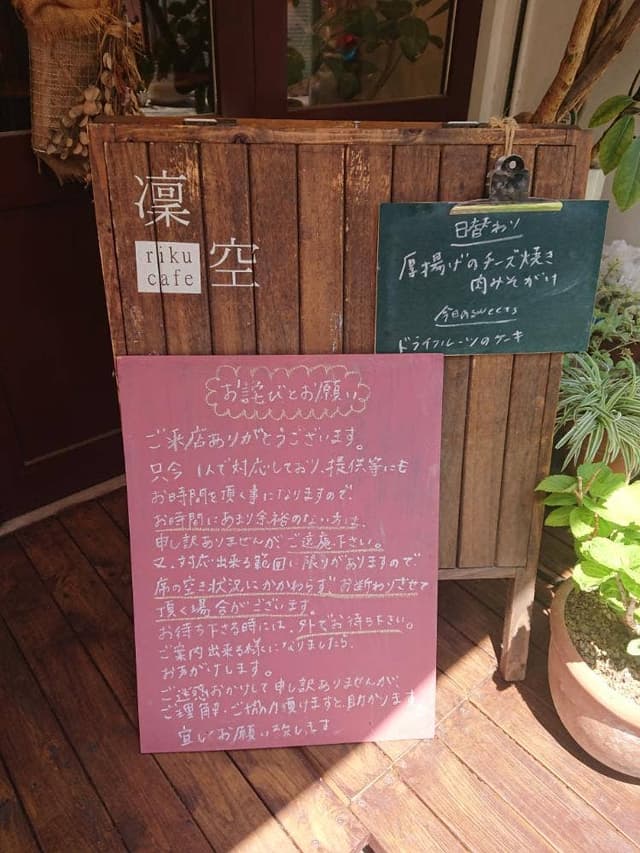 凜
空
riku
cafe
日替わり
厚揚げのチーズ焼き
肉みそがけ
今日のsweets
ドライフルーツのケーキ
お詫びとお願い
ご来店ありがとうございます。
只今 1人で対応しており、提供等にも
お時間を頂く事になりますので、
お時間にあまり余裕のない方は、
申し訳ありませんが、ご遠慮下さい。
又、対応出来る範囲に限りがありますので
席の空き状況にかかわらず お断わりさせて
頂く場合がございます。
お待ち下さる時には、外でお待ち下さい。
ご案内出来る様になりましたら、
お声がけします。
ご迷惑おかけして申し訳ありませんが、
ご理解・ご協力頂けますと、助かります。
宜しくお願い致します